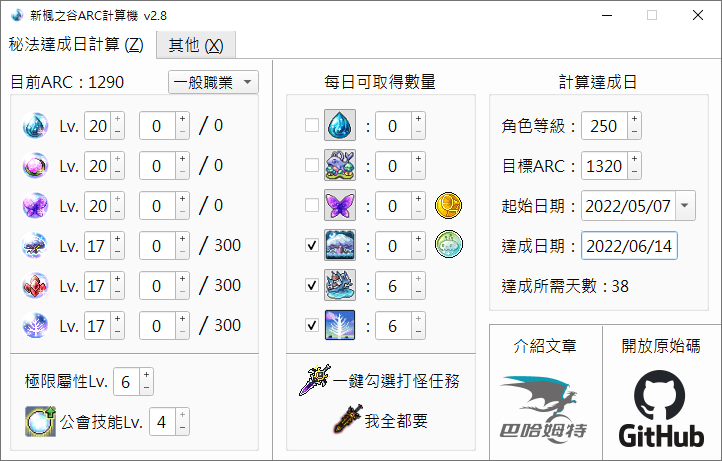 新楓之谷ARC計算機 v2.8
秘法達成日計算 (Z)
其他 (X)
目前ARC：1290
一般職業
Lv. 20 0 / 0
Lv. 20 0 / 0
Lv. 20 0 / 0
Lv. 17 0 / 300
Lv. 17 0 / 300
Lv. 17 0 / 300
極限屬性Lv. 6
公會技能Lv. 4
每日可取得數量
: 0
: 0
: 0
: 0
: 6
: 6
一鍵勾選打怪任務
我全都要
計算達成日
角色等級：250
目標ARC：1320
起始日期：2022/05/07
達成日期：2022/06/14
達成所需天數：38
介紹文章
巴哈姆特
開放原始碼
GitHub